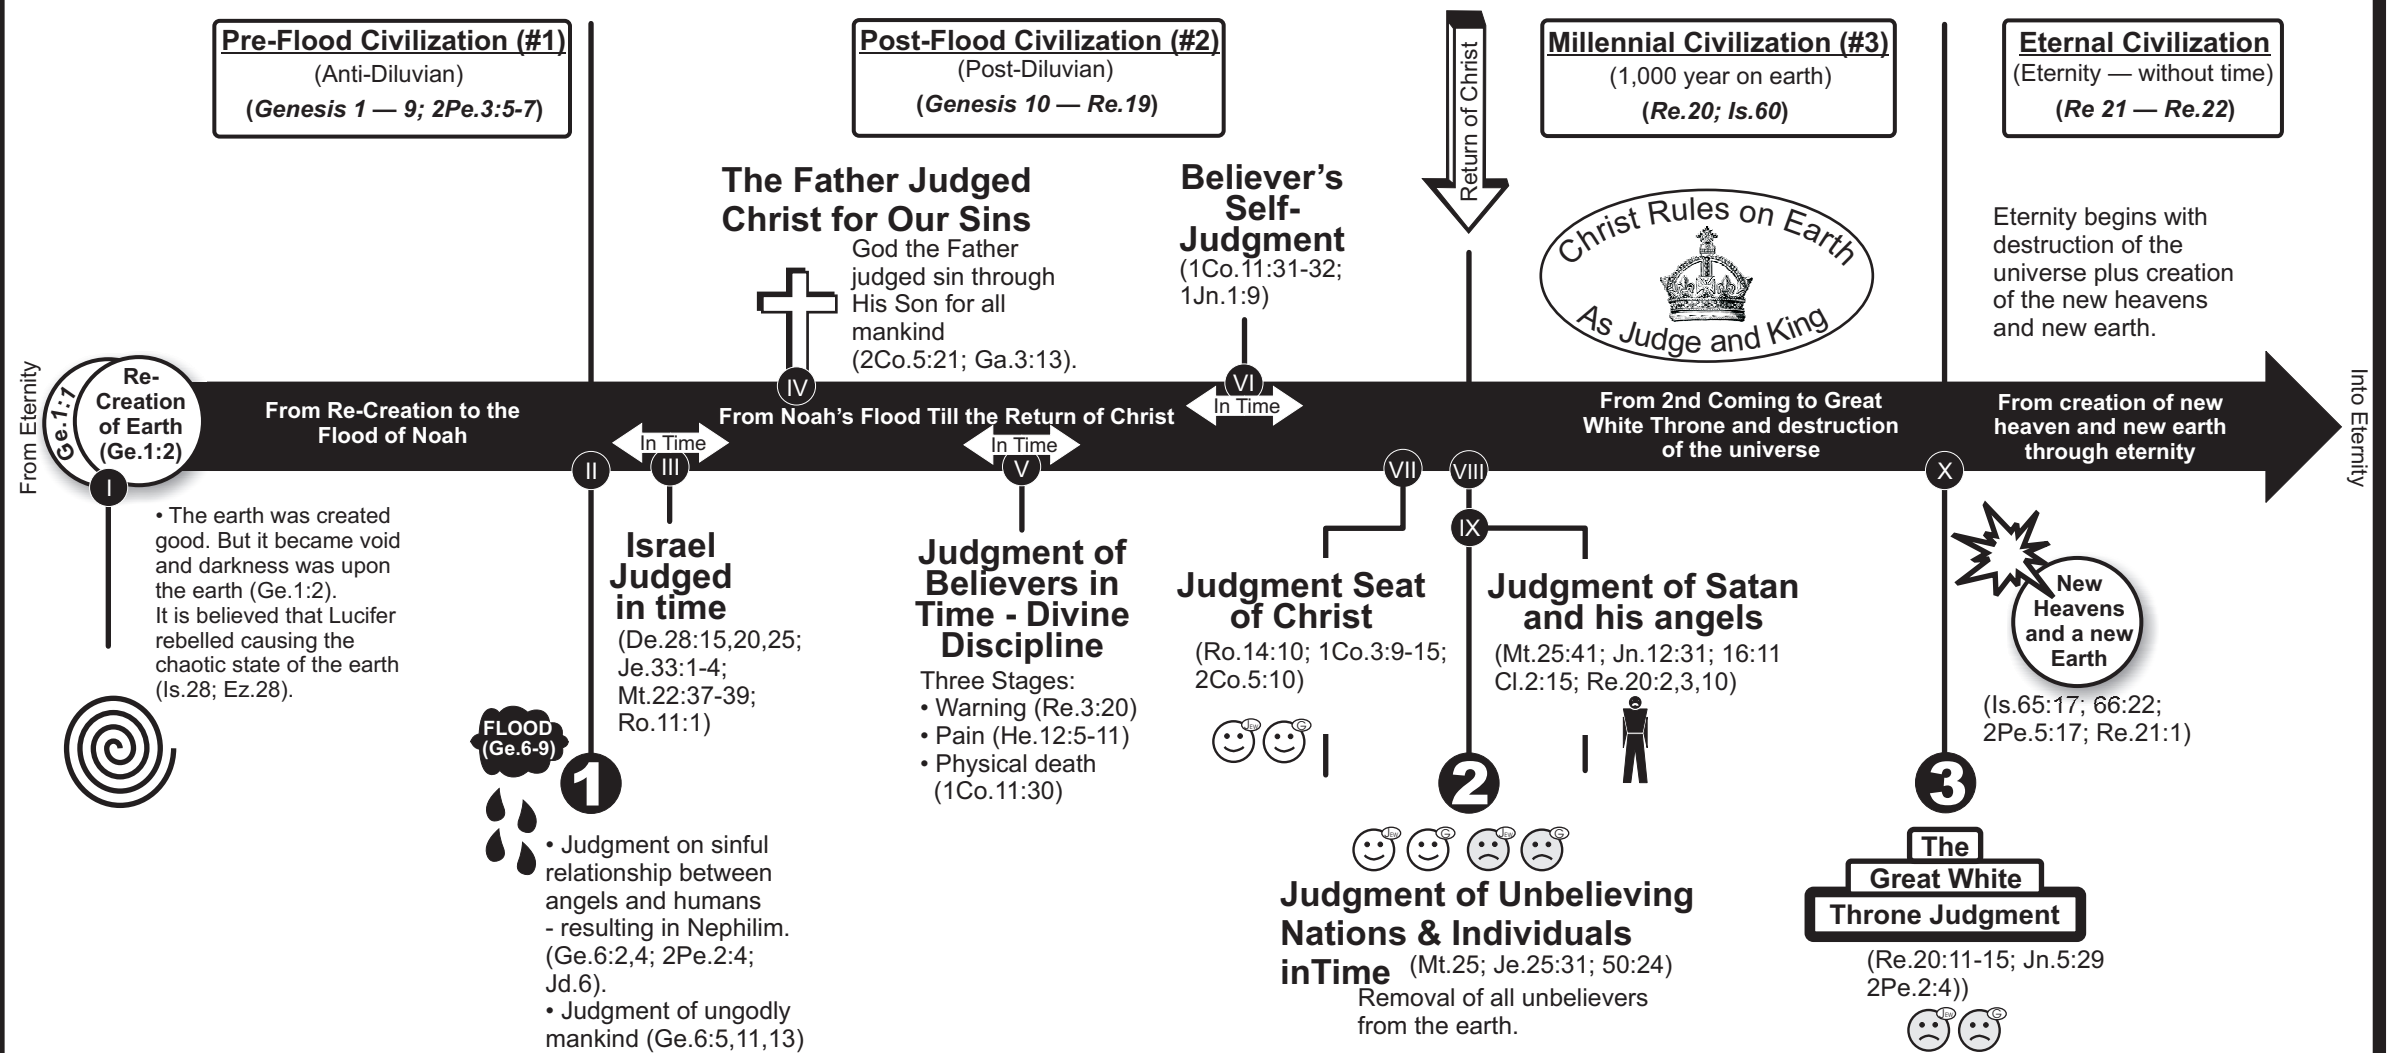 Pre-Flood Civilization (#1)
(Anti-Diluvian)
(Genesis 1 — 9; 2Pe.3:5-7)
Post-Flood Civilization (#2)
(Post-Diluvian)
(Genesis 10 — Re.19)
Return of Christ
Millennial Civilization (#3)
(1,000 year on earth)
(Re.20; Is.60)
Eternal Civilization
(Eternity — without time)
(Re 21 — Re.22)
The Father Judged
Christ for Our Sins
God the Father
judged sin through
His Son for all
mankind
(2Co.5:21; Ga.3:13).
Believer’s
Self-
Judgment
(1Co.11:31-32;
1Jn.1:9)
Christ Rules on Earth
As Judge and King
Eternity begins with
destruction of the
universe plus creation
of the new heavens
and new earth.
From Eternity
Ge.1:1
Re-
Creation
of Earth
(Ge.1:2)
I
From Re-Creation to the
Flood of Noah
II
In Time
III
IV
From Noah’s Flood Till the Return of Christ
In Time
V
VI
In Time
VII
VIII
IX
From 2nd Coming to Great
White Throne and destruction
of the universe
X
From creation of new
heaven and new earth
through eternity
Into Eternity
• The earth was created
good. But it became void
and darkness was upon
the earth (Ge.1:2).
It is believed that Lucifer
rebelled causing the
chaotic state of the earth
(Is.28; Ez.28).
FLOOD
(Ge.6-9)
1
• Judgment on sinful
relationship between
angels and humans
- resulting in Nephilim.
(Ge.6:2,4; 2Pe.2:4;
Jd.6).
• Judgment of ungodly
mankind (Ge.6:5,11,13)
Israel
Judged
in time
(De.28:15,20,25;
Je.33:1-4;
Mt.22:37-39;
Ro.11:1)
Judgment of
Believers in
Time - Divine
Discipline
Three Stages:
• Warning (Re.3:20)
• Pain (He.12:5-11)
• Physical death
(1Co.11:30)
Judgment Seat
of Christ
(Ro.14:10; 1Co.3:9-15;
2Co.5:10)
Jew G
Judgment of Satan
and his angels
(Mt.25:41; Jn.12:31; 16:11
Cl.2:15; Re.20:2,3,10)
2
Jew G Jew G
Judgment of Unbelieving
Nations & Individuals
inTime (Mt.25; Je.25:31; 50:24)
Removal of all unbelievers
from the earth.
New
Heavens
and a new
Earth
(Is.65:17; 66:22;
2Pe.5:17; Re.21:1)
3
The
Great White
Throne Judgment
(Re.20:11-15; Jn.5:29
2Pe.2:4))
Jew G